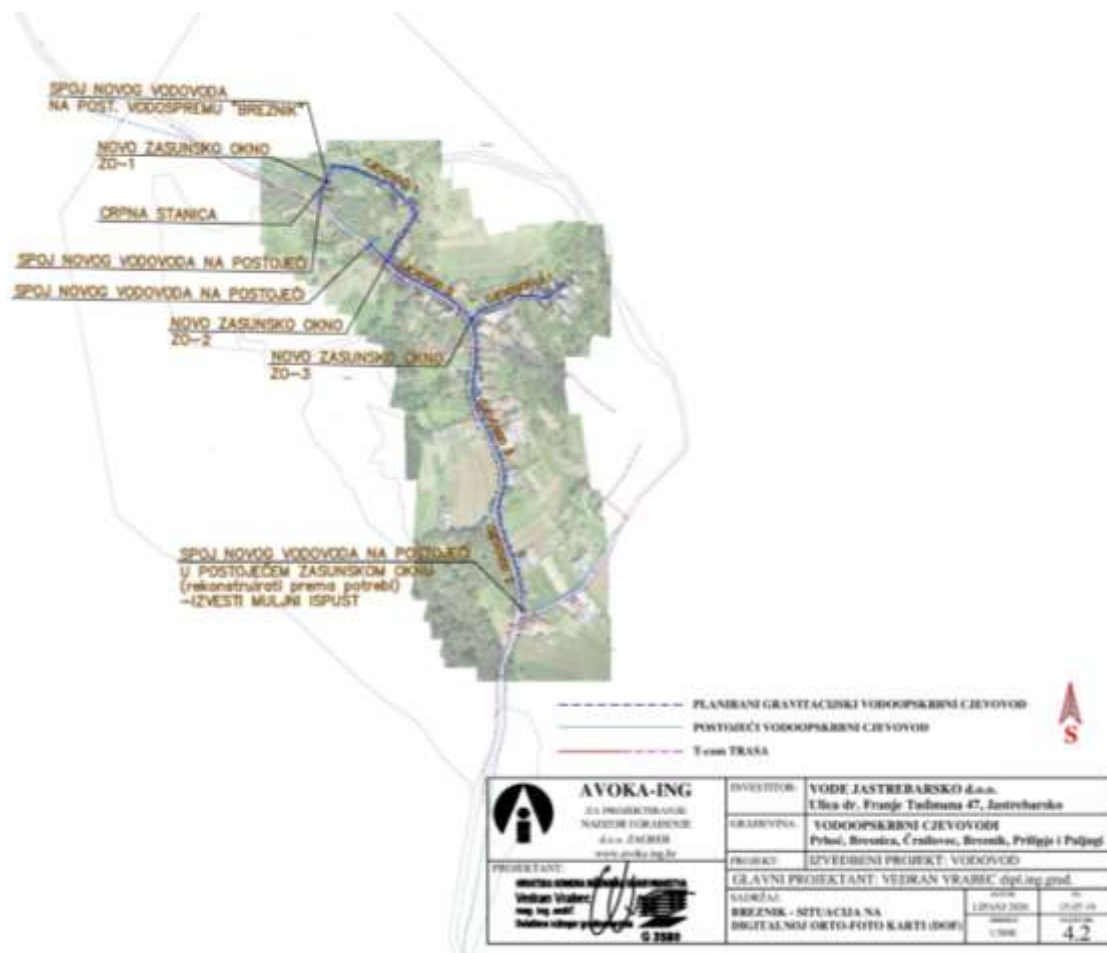 SPOJ NOVOG VODOVODA
NA POST. VODOSPREMU "BREZNIK"
NOVO ZASUNSKO OKNO
ZO-1
CRPNA STANICA
SPOJ NOVOG VODOVODA NA POSTOJEĆI
SPOJ NOVOG VODOVODA NA POSTOJEĆI
NOVO ZASUNSKO OKNO
ZO-2
NOVO ZASUNSKO OKNO
ZO-3
SPOJ NOVOG VODOVODA NA POSTOJEĆI
U POSTOJEĆEM ZASUNSKOM OKNU
(rekonstruirati prema potrebi)
-IZVESTI MULJNI ISPUST
PLANIRANI GRAVITACIJSKI VODOOPSKRBNI CJEVOVOD
POSTOJEĆI VODOOPSKRBNI CJEVOVOD
T-com TRASA
S
AVOKA-ING
ZA PROJEKTIRANJE
NADZOR I GRAĐENJE
d.o.o. ZAGREB
www.avoka-ing.hr
PROJEKTANT:
Vedran Vrabec
G 3580
INVESTITOR: VODE JASTREBARSKO d.o.o.
Ulica dr. Franje Tuđmana 47, Jastrebarsko
GRAĐEVINA: VODOOPSKRBNI CJEVOVODI
Breznik, Prilipje i
PROJEKT: IZVEDBENI PROJEKT: VODOVOD
GLAVNI PROJEKTANT: VEDRAN VRABEC dipl.ing.građ.
SADRŽAJ:
BREZNIK - SITUACIJA NA
DIGITALNOJ ORTO-FOTO KARTI (DOF)
LIPANJ 2020.
4.2